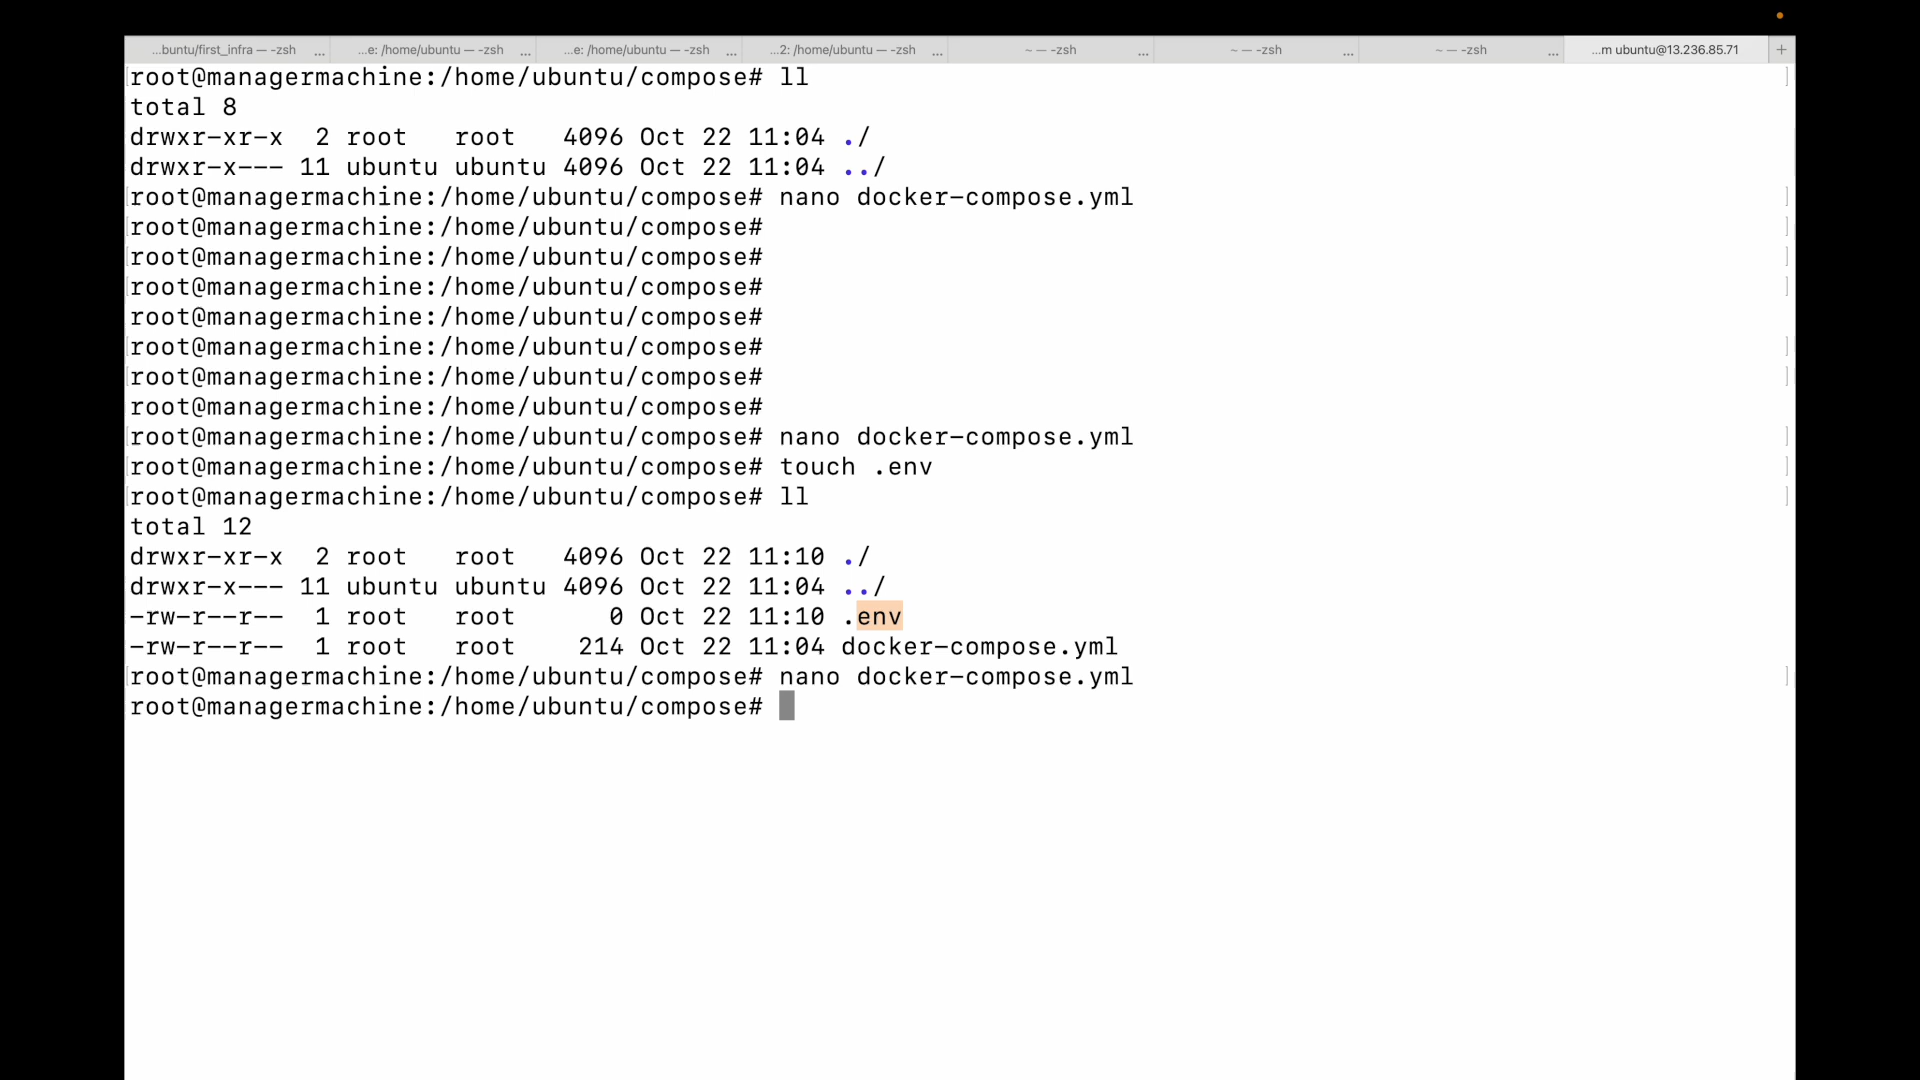 ...buntu/first_infra — -zsh ... ...e: /home/ubuntu — -zsh ... ...e: /home/ubuntu — -zsh ... ...2: /home/ubuntu — -zsh ... ~ — -zsh ... ~ — -zsh ... ~ — -zsh ... ...m ubuntu@13.236.85.71 +
root@managermachine:/home/ubuntu/compose# ll
total 8
drwxr-xr-x  2 root   root   4096 Oct 22 11:04 ./
drwxr-x--- 11 ubuntu ubuntu 4096 Oct 22 11:04 ../
root@managermachine:/home/ubuntu/compose# nano docker-compose.yml
root@managermachine:/home/ubuntu/compose#
root@managermachine:/home/ubuntu/compose#
root@managermachine:/home/ubuntu/compose#
root@managermachine:/home/ubuntu/compose#
root@managermachine:/home/ubuntu/compose#
root@managermachine:/home/ubuntu/compose#
root@managermachine:/home/ubuntu/compose#
root@managermachine:/home/ubuntu/compose# nano docker-compose.yml
root@managermachine:/home/ubuntu/compose# touch .env
root@managermachine:/home/ubuntu/compose# ll
total 12
drwxr-xr-x  2 root   root   4096 Oct 22 11:10 ./
drwxr-x--- 11 ubuntu ubuntu 4096 Oct 22 11:04 ../
-rw-r--r--  1 root   root      0 Oct 22 11:10 .env
-rw-r--r--  1 root   root    214 Oct 22 11:04 docker-compose.yml
root@managermachine:/home/ubuntu/compose# nano docker-compose.yml
root@managermachine:/home/ubuntu/compose#